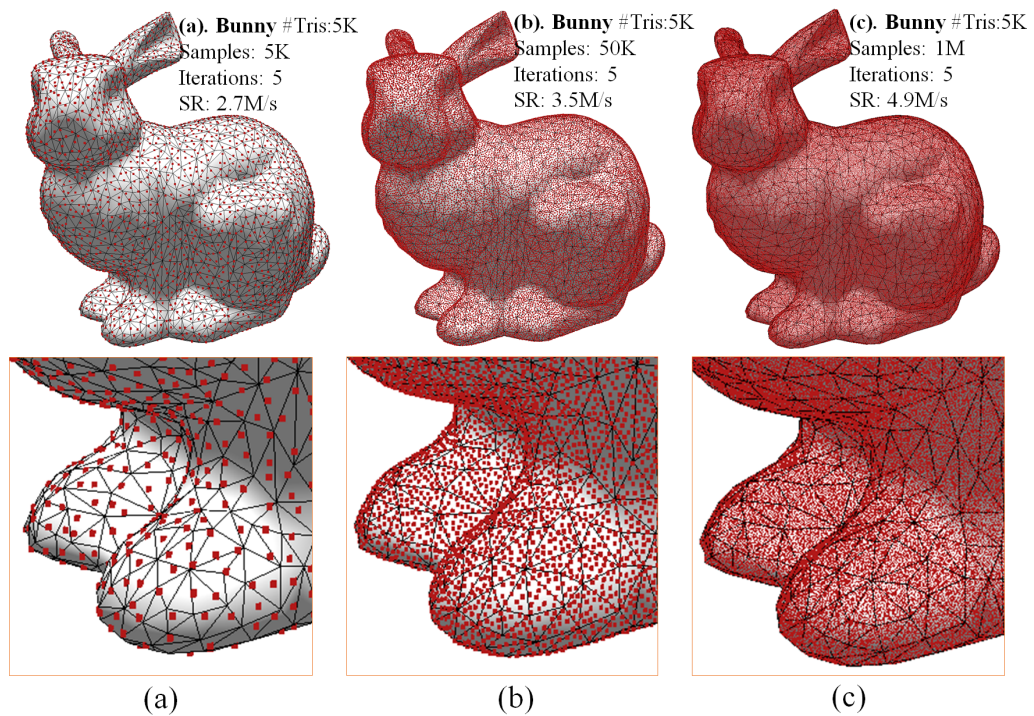 (a). Bunny #Tris:5K
Samples: 5K
Iterations: 5
SR: 2.7M/s
(b). Bunny #Tris:5K
Samples: 50K
Iterations: 5
SR: 3.5M/s
(c). Bunny #Tris:5K
Samples: 1M
Iterations: 5
SR: 4.9M/s
(a)
(b)
(c)